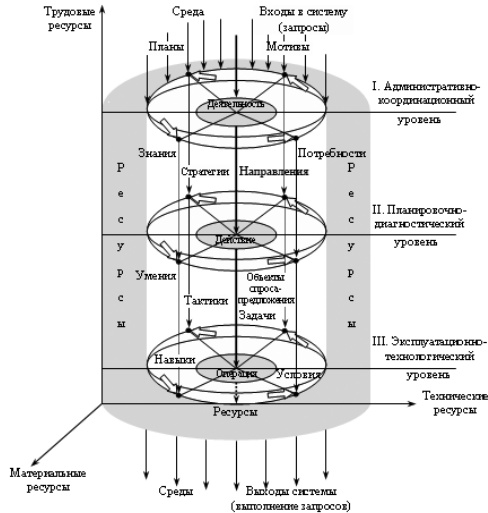 Трудовые
ресурсы
Среда
Входы в систему
(запросы)
Планы
Мотивы
I. Административно-
координационный
уровень
Деятельность
Знания
Потребности
Стратегии
Направления
Ресурсы
Ресурсы
II. Планировочно-
диагностический
уровень
Действие
Умения
Объекты
спроса-
предложения
Тактики
Задачи
III. Эксплуатационно-
технологический
уровень
Навыки
Операция
Условия
Ресурсы
Технические
ресурсы
Материальные
ресурсы
Среды
Выходы системы
(выполнение запросов)